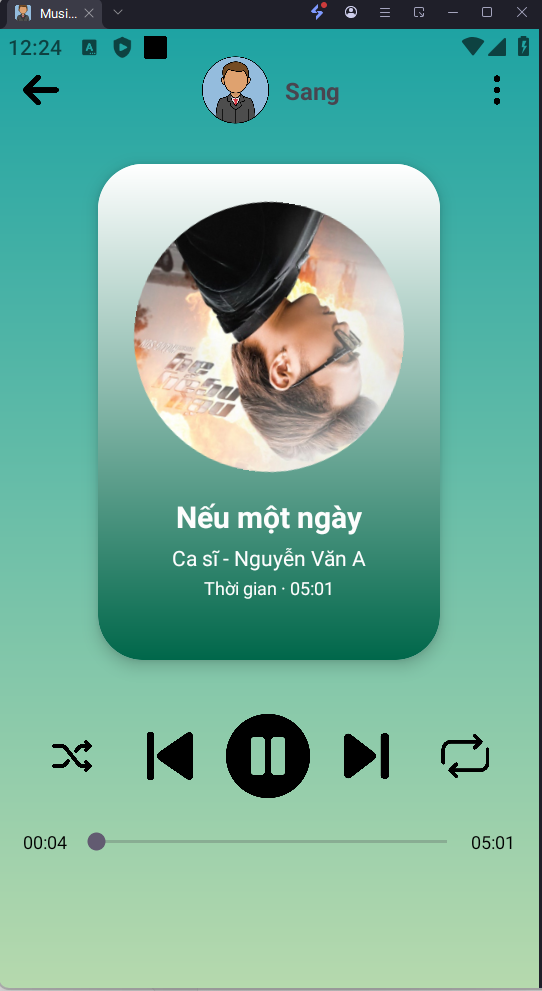 Musi...
12:24
A
Sang
Nếu một ngày
Ca sĩ - Nguyễn Văn A
Thời gian · 05:01
00:04
05:01